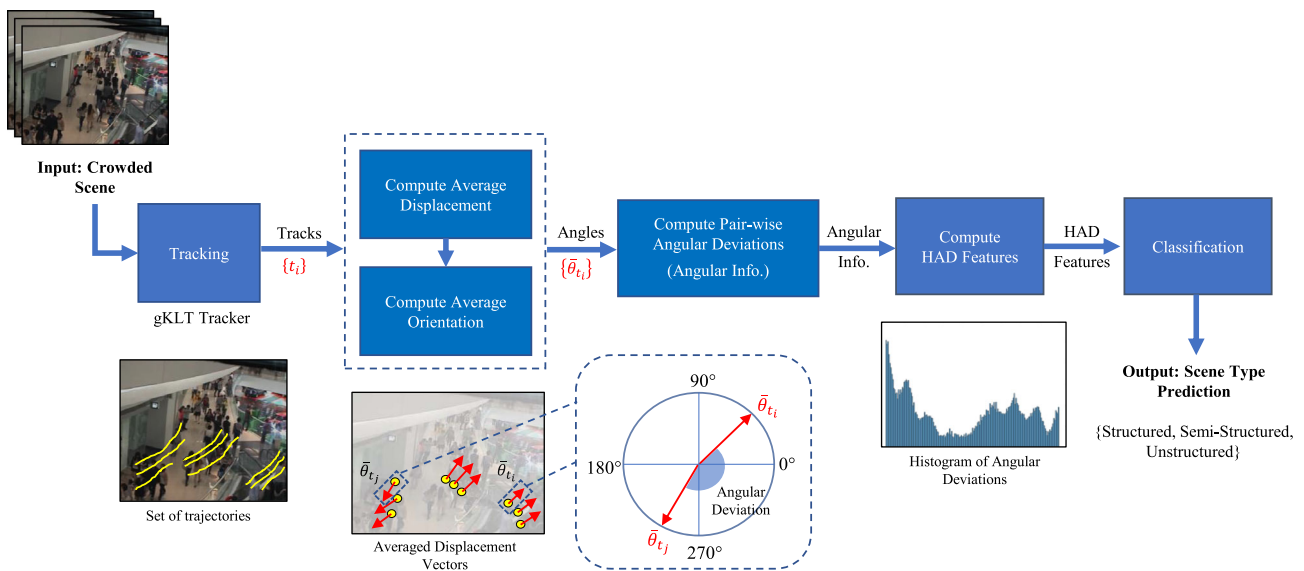 Input: Crowded
Scene
Tracking
gKLT Tracker
Tracks
{t_i}
Compute Average
Displacement
Compute Average
Orientation
Angles
{θ̄_{t_i}}
Compute Pair-wise
Angular Deviations
(Angular Info.)
Angular
Info.
Compute
HAD Features
HAD
Features
Classification
Output: Scene Type
Prediction
{Structured, Semi-Structured,
Unstructured}
Set of trajectories
θ̄_{t_j}
θ̄_{t_i}
Averaged Displacement
Vectors
90°
θ̄_{t_i}
180°
0°
Angular
Deviation
θ̄_{t_j}
270°
Histogram of Angular
Deviations